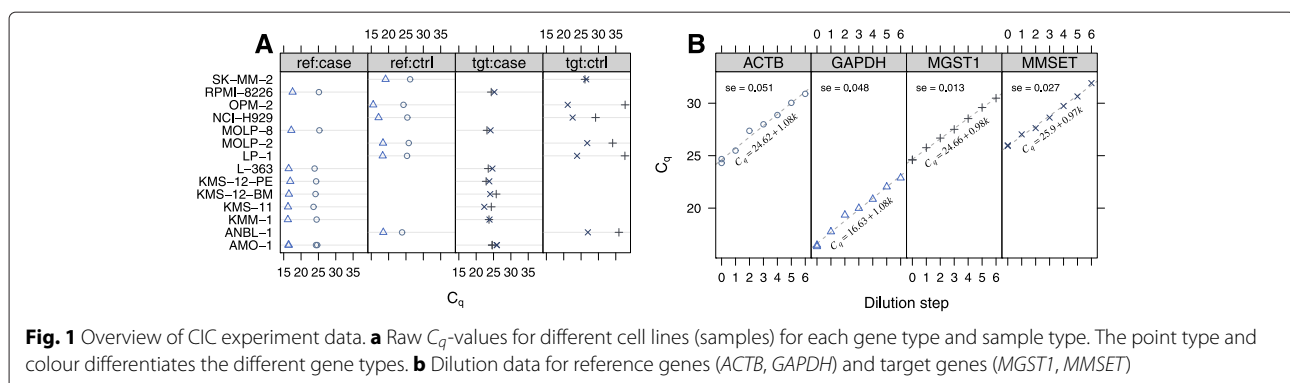 A
15 20 25 30 35
15 20 25 30 35
ref:case
ref:ctrl
tgt:case
tgt:ctrl
SK−MM−2
RPMI−8226
OPM−2
NCI−H929
MOLP−8
MOLP−2
LP−1
L−363
KMS−12−PE
KMS−12−BM
KMS−11
KMM−1
ANBL−1
AMO−1
15 20 25 30 35
15 20 25 30 35
Cq
B
0 1 2 3 4 5 6
0 1 2 3 4 5 6
ACTB
GAPDH
MGST1
MMSET
se = 0.051
se = 0.048
se = 0.013
se = 0.027
Cq = 24.62 + 1.08k
Cq = 16.63 + 1.08k
Cq = 24.66 + 0.98k
Cq = 25.9 + 0.97k
30
25
20
Cq
0 1 2 3 4 5 6
0 1 2 3 4 5 6
Dilution step
Fig. 1 Overview of CIC experiment data. a Raw Cq-values for different cell lines (samples) for each gene type and sample type. The point type and
colour differentiates the different gene types. b Dilution data for reference genes (ACTB, GAPDH) and target genes (MGST1, MMSET)